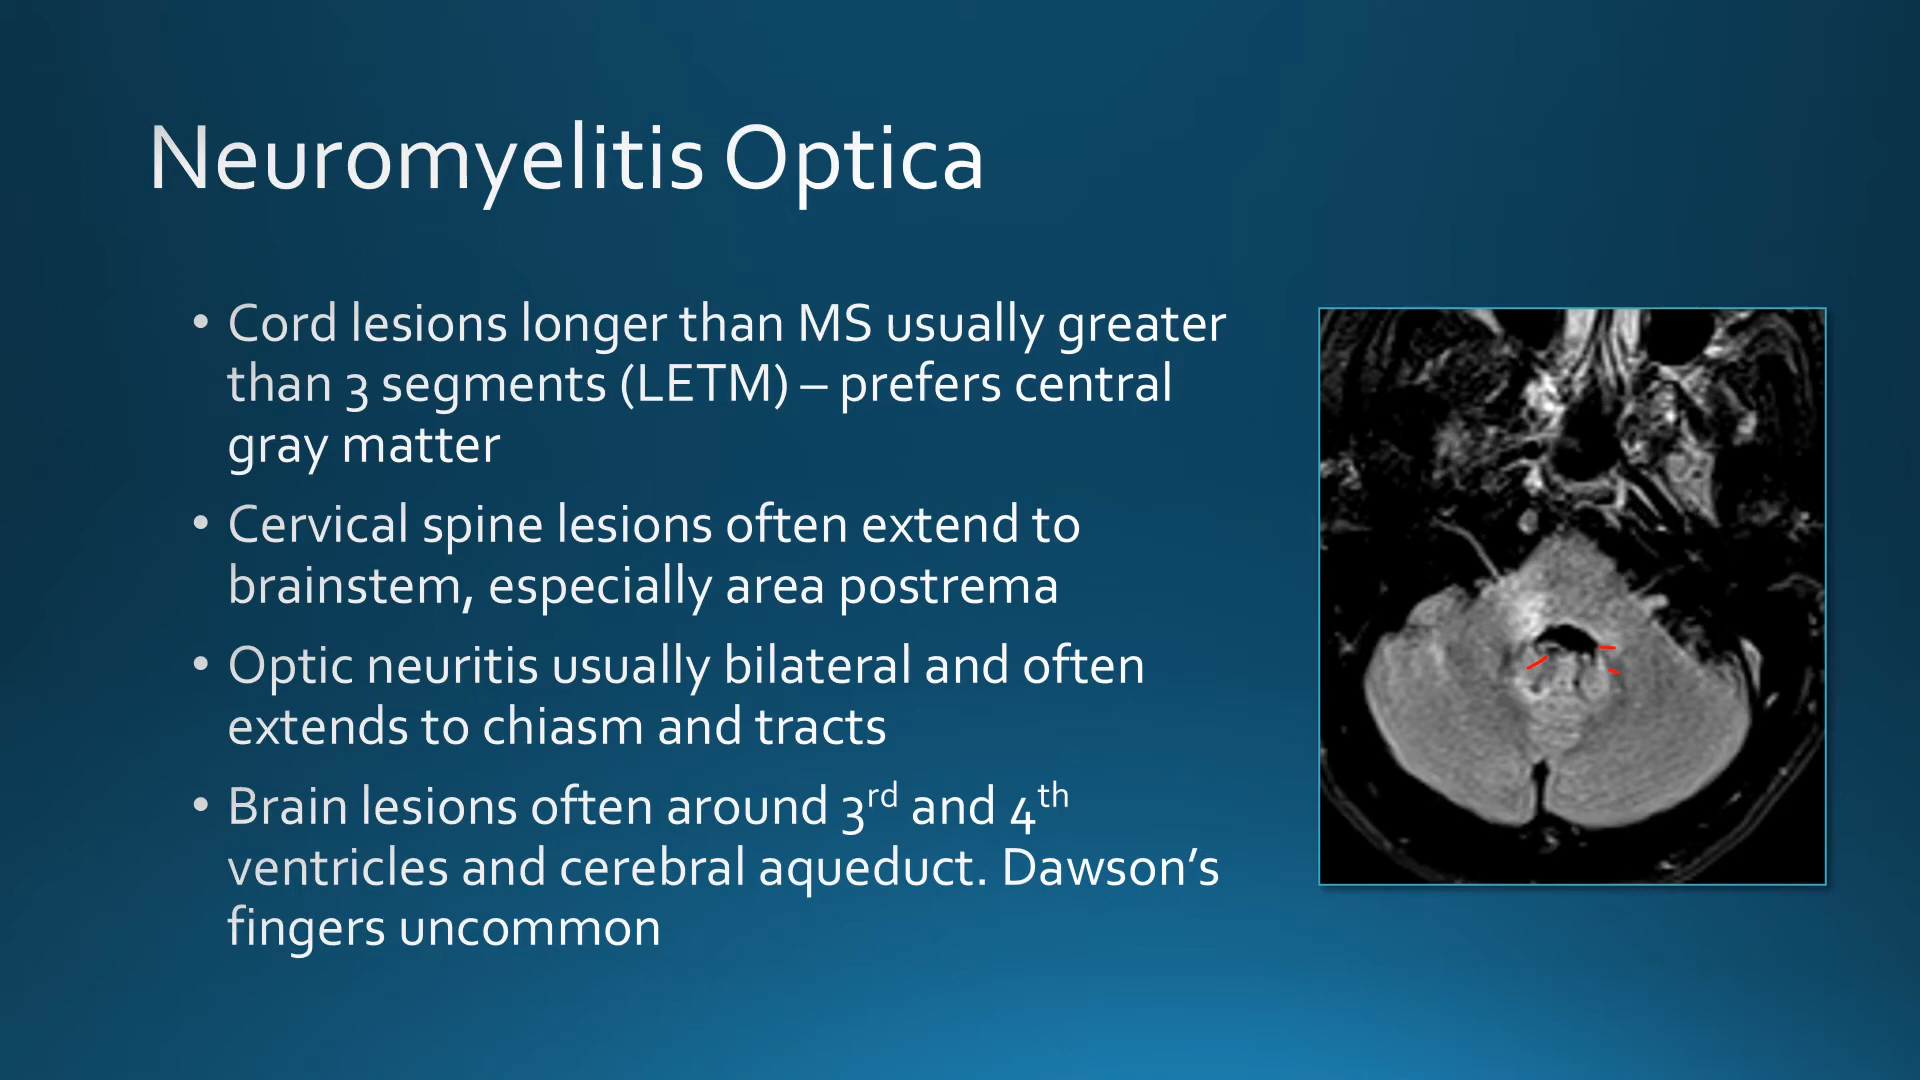 Neuromyelitis Optica
• Cord lesions longer than MS usually greater
than 3 segments (LETM) – prefers central
gray matter
• Cervical spine lesions often extend to
brainstem, especially area postrema
• Optic neuritis usually bilateral and often
extends to chiasm and tracts
• Brain lesions often around 3rd and 4th
ventricles and cerebral aqueduct. Dawson’s
fingers uncommon